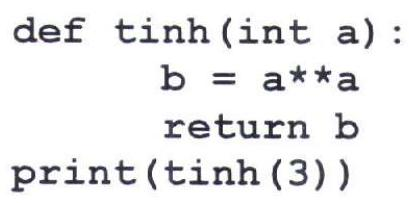 def tinh(int a):
        b = a**a
        return b
print(tinh(3))